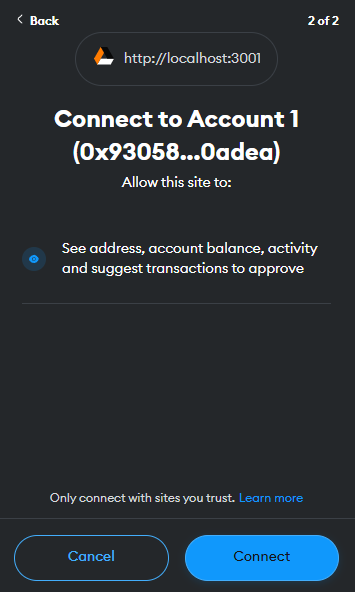 Back
2 of 2
http://localhost:3001
Connect to Account 1
(0x93058...0adea)
Allow this site to:
See address, account balance, activity
and suggest transactions to approve
Only connect with sites you trust. Learn more
Cancel
Connect